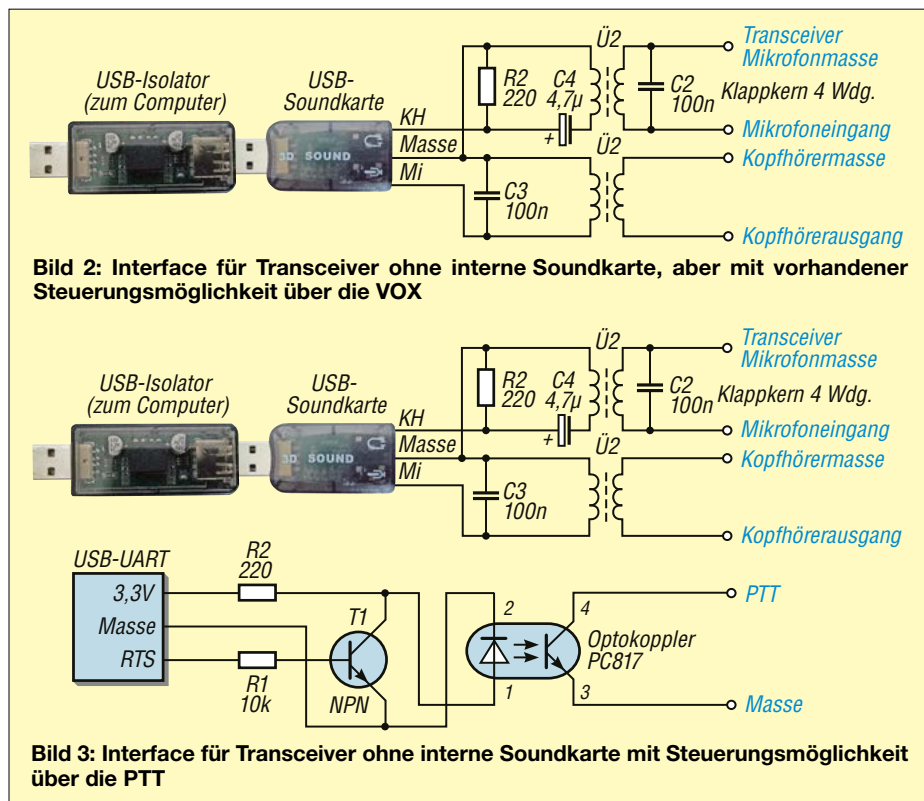 USB-Isolator
(zum Computer)
USB-
Soundkarte
3D SOUND
KH
Masse
Mi
R2
220
C4
4,7µ
+
Ü2
C2
100n
Klappkern 4 Wdg.
Transceiver
Mikrofonmasse
Mikrofoneingang
Ü2
Kopfhörermasse
C3
100n
Kopfhörerausgang
Bild 2: Interface für Transceiver ohne interne Soundkarte, aber mit vorhandener
Steuerungsmöglichkeit über die VOX
USB-Isolator
(zum Computer)
USB-
Soundkarte
3D SOUND
KH
Masse
Mi
R2
220
C4
4,7µ
+
Ü2
C2
100n
Klappkern 4 Wdg.
Transceiver
Mikrofonmasse
Mikrofoneingang
Ü2
Kopfhörermasse
C3
100n
Kopfhörerausgang
USB-UART
3,3V
Masse
RTS
R2
220
R1
10k
T1
NPN
2
1
4
3
Optokoppler
PC817
PTT
Masse
Bild 3: Interface für Transceiver ohne interne Soundkarte mit Steuerungsmöglichkeit
über die PTT